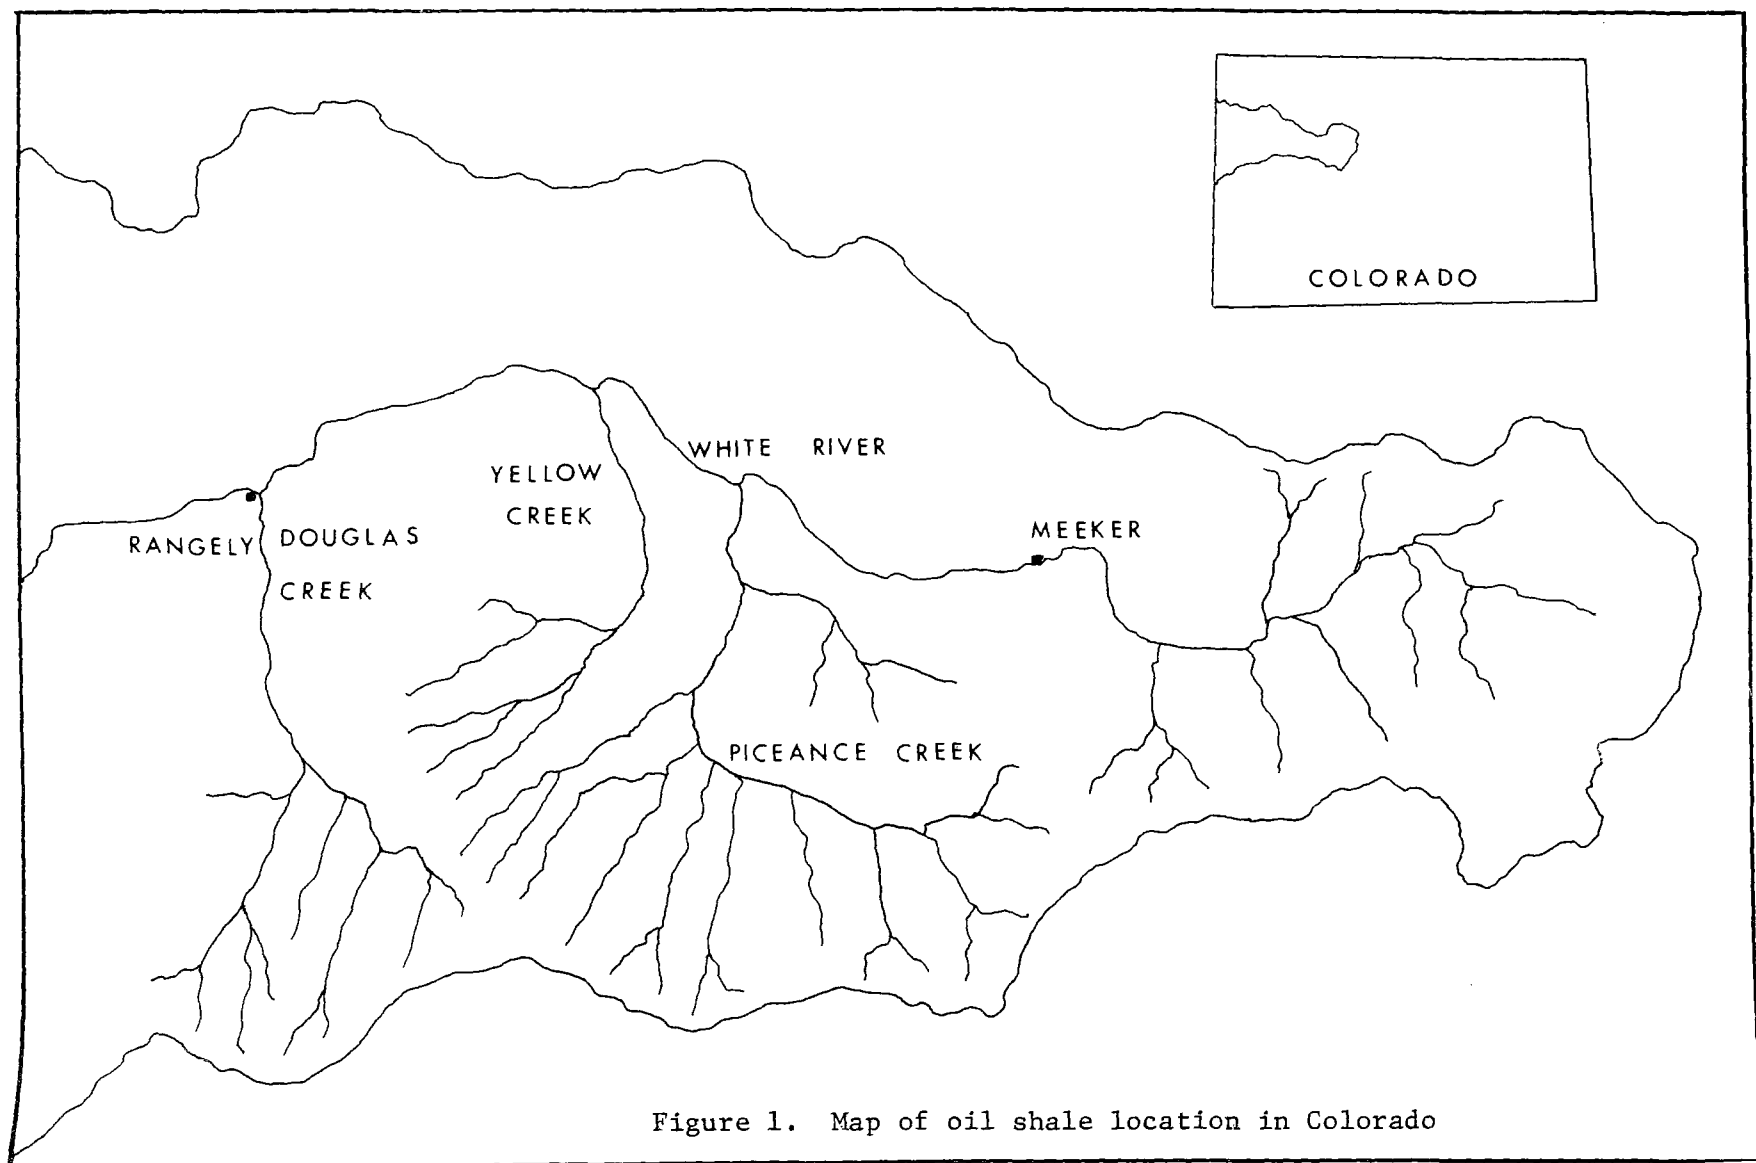 COLORADO
WHITE RIVER
YELLOW
CREEK
MEEKER
RANGELY
DOUGLAS
CREEK
PICEANCE CREEK
Figure 1. Map of oil shale location in Colorado